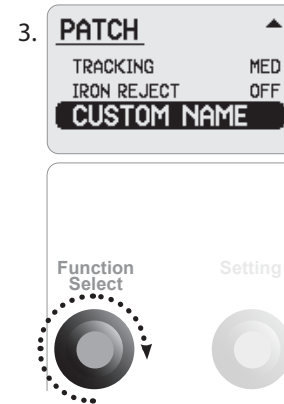 3. PATCH
TRACKING MED
IRON REJECT OFF
CUSTOM NAME
Function Setting
Select